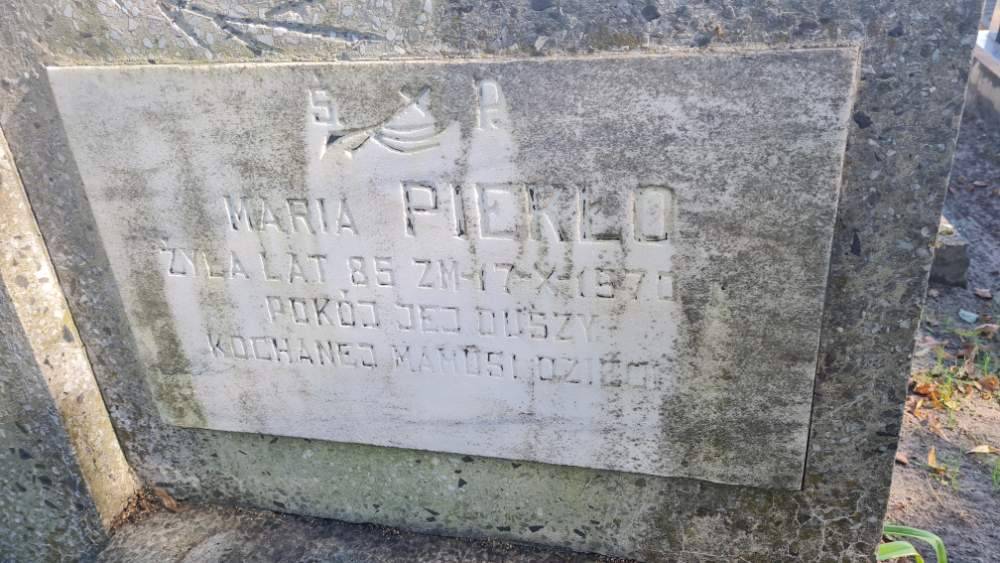 Ś. P.
MARIA PIEKŁO
ŻYŁA LAT 85 ZM-17-X-1970
POKÓJ JEJ DUSZY
KOCHANEJ MAMUSI DZIECI